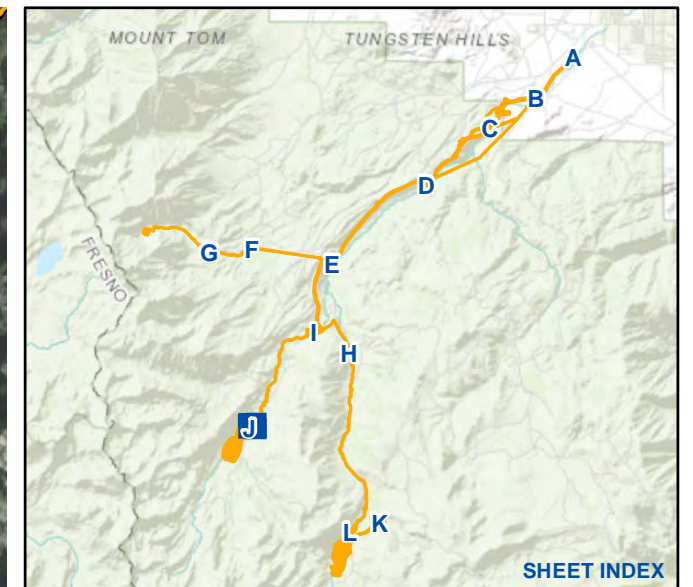 MOUNT TOM
TUNGSTEN HILLS
A
B
C
D
E
F
G
FRESNO
I
H
J
K
L
SHEET INDEX